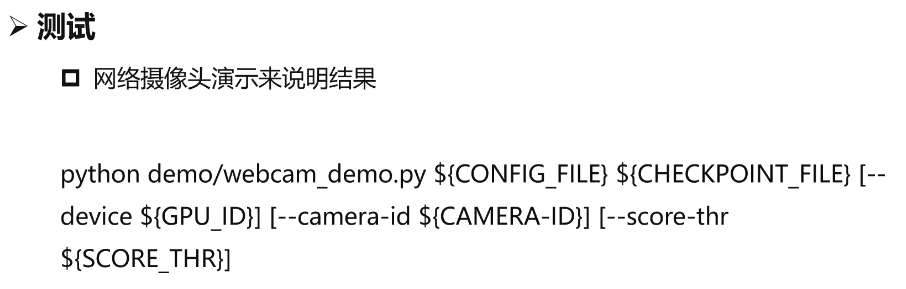 ➢ 测试
❑ 网络摄像头演示来说明结果
python demo/webcam_demo.py ${CONFIG_FILE} ${CHECKPOINT_FILE} [--
device ${GPU_ID}] [--camera-id ${CAMERA-ID}] [--score-thr
${SCORE_THR}]